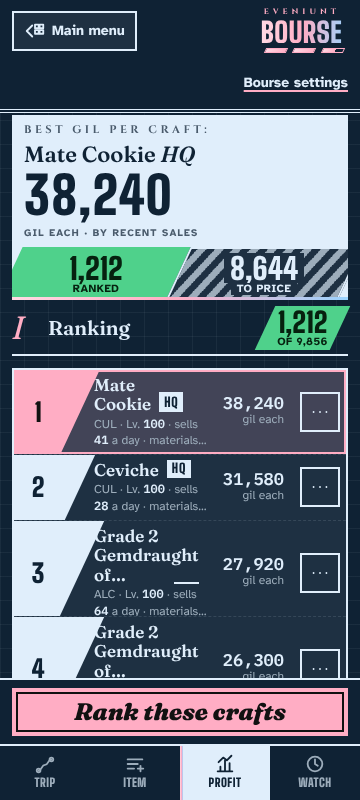 Main menu
EVENIUNT
BOURSE
Bourse settings
BEST GIL PER CRAFT:
Mate Cookie HQ
38,240
GIL EACH · BY RECENT SALES
1,212
RANKED
8,644
TO PRICE
I Ranking
1,212
OF 9,856
1
Mate
Cookie HQ
CUL · Lv. 100 · sells
41 a day · materials...
38,240
gil each
...
2
Ceviche HQ
CUL · Lv. 100 · sells
28 a day · materials...
31,580
gil each
...
3
Grade 2
Gemdraught
of...
ALC · Lv. 100 · sells
64 a day · materials...
27,920
gil each
...
4
Grade 2
Gemdraught
of...
26,300
gil each
...
Rank these crafts
TRIP
ITEM
PROFIT
WATCH